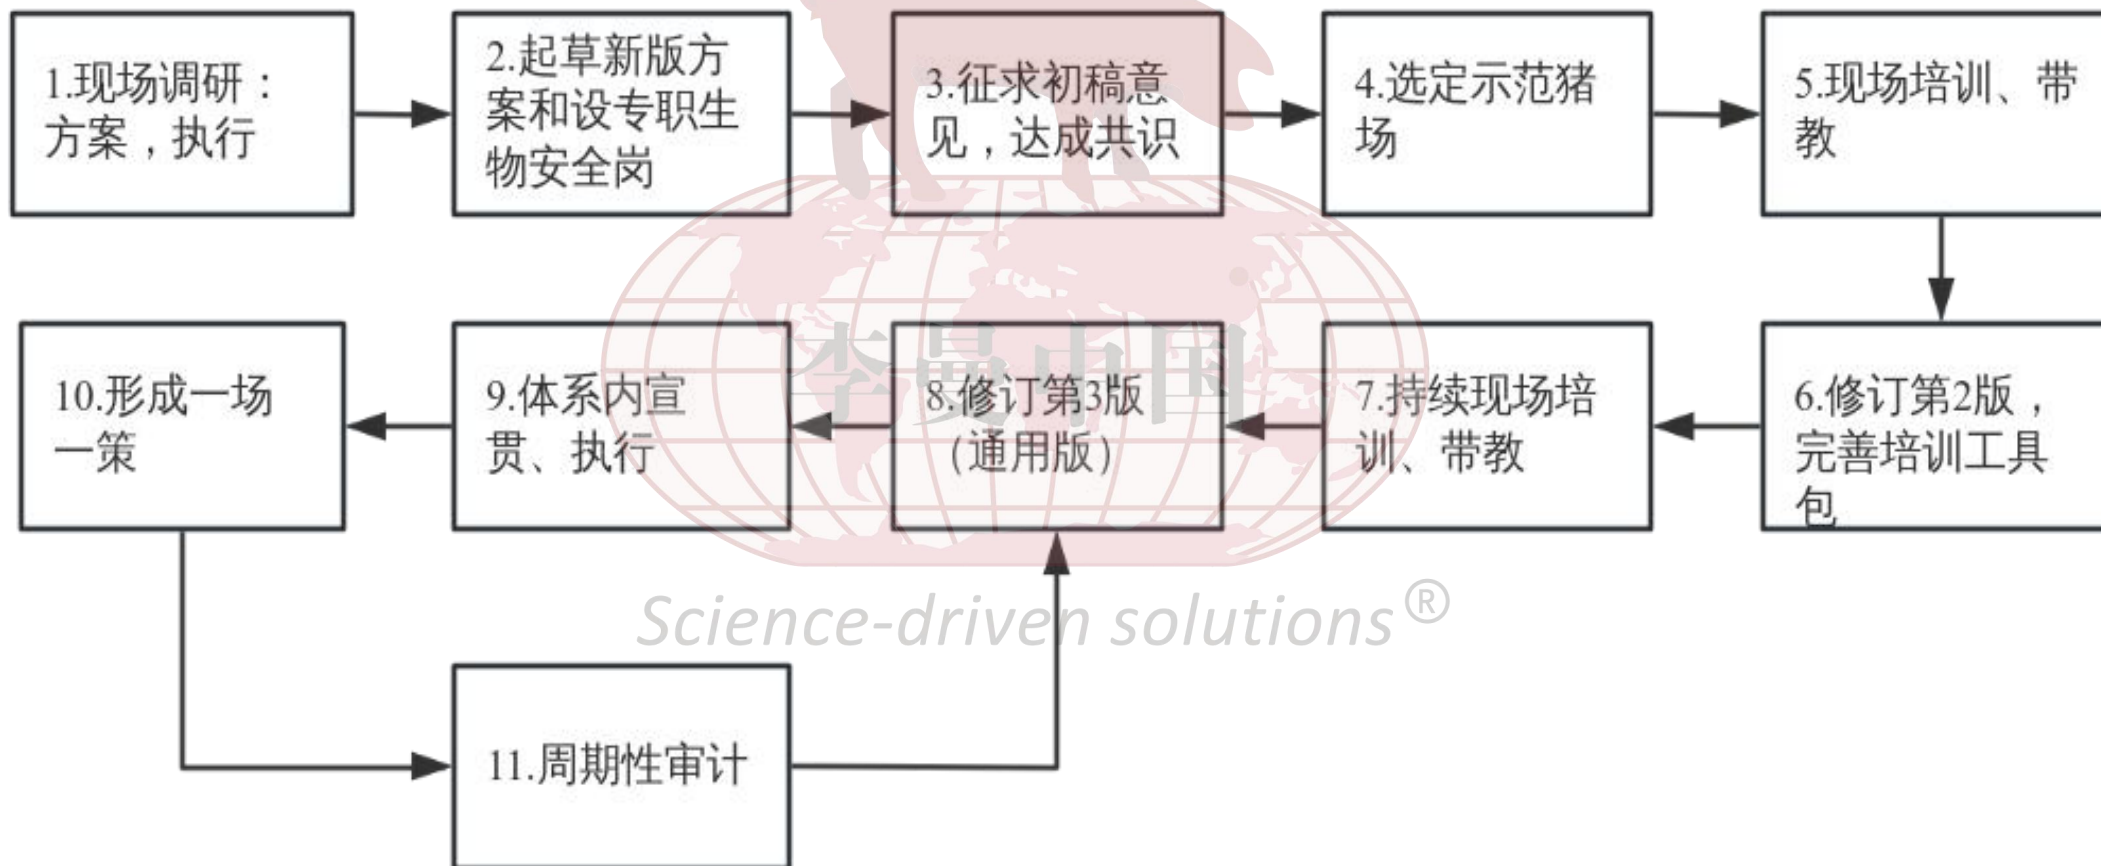 1.现场调研：
方案，执行
2.起草新版方
案和设专职生
物安全岗
3.征求初稿意
见，达成共识
4.选定示范猪
场
5.现场培训、带
教
10.形成一场
一策
9.体系内宣
贯、执行
8.修订第3版
（通用版）
7.持续现场培
训、带教
6.修订第2版，
完善培训工具
包
李曼中国
Science-driven solutions®
11.周期性审计